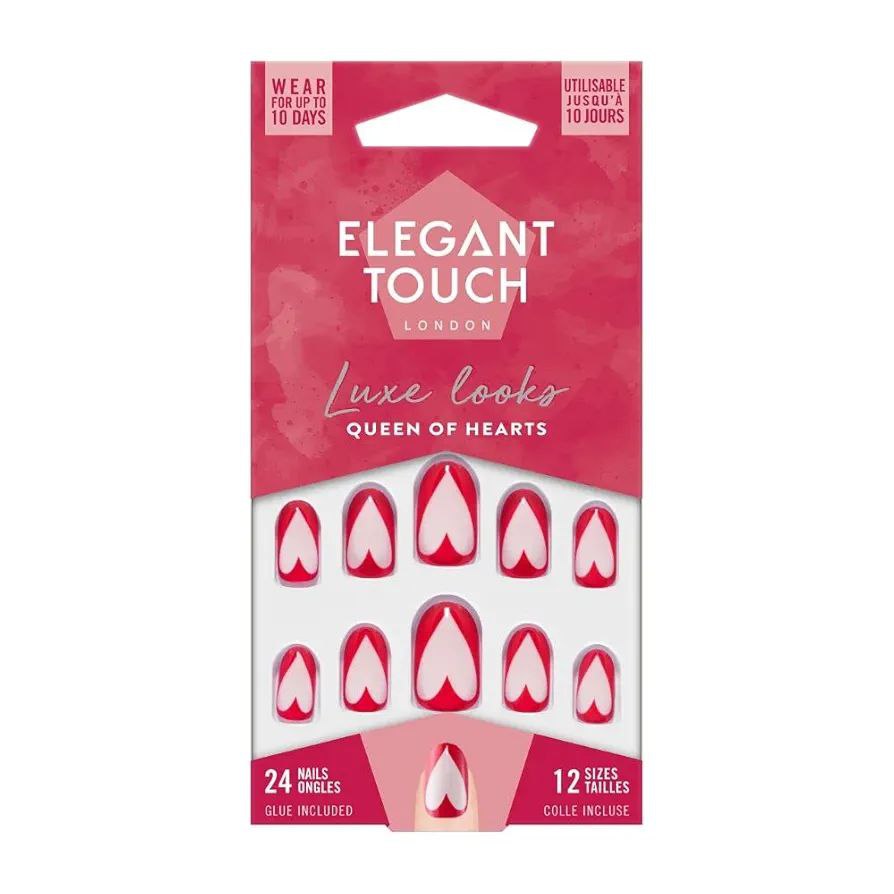 WEAR
FOR UP TO
10 DAYS
UTILISABLE
JUSQU'À
10 JOURS
ELEGANT
TOUCH
LONDON
Luxe looks
QUEEN OF HEARTS
24 NAILS
ONGLES
GLUE INCLUDED
12 SIZES
TAILLES
COLLE INCLUSE